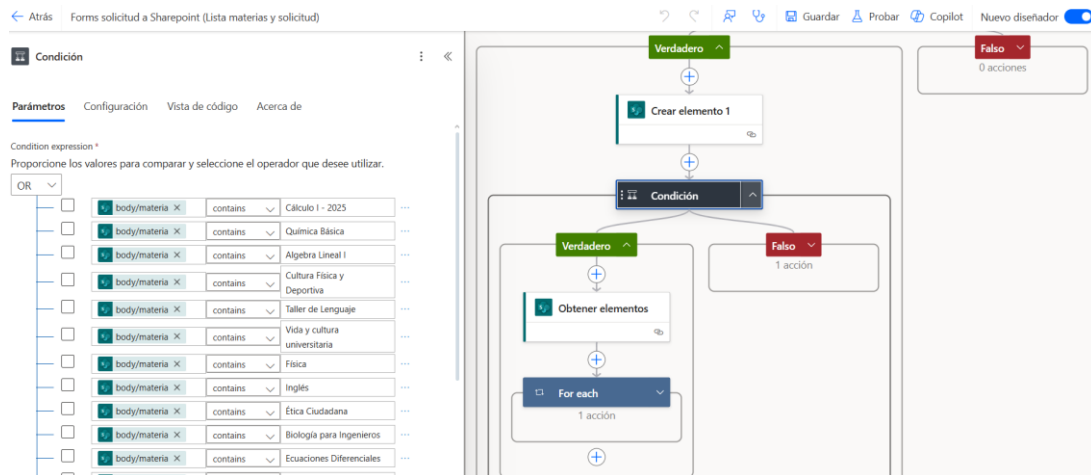 Atrás Forms solicitud a Sharepoint (Lista materias y solicitud) Guardar Probar Copilot Nuevo diseñador
Condición
Parámetros Configuración Vista de código Acerca de
Condition expression *
Proporcione los valores para comparar y seleccione el operador que desee utilizar.
OR
body/materia contains Cálculo I - 2025
body/materia contains Química Básica
body/materia contains Algebra Lineal I
body/materia contains Cultura Física y
Deportiva
body/materia contains Taller de Lenguaje
body/materia contains Vida y cultura
universitaria
body/materia contains Física
body/materia contains Inglés
body/materia contains Ética Ciudadana
body/materia contains Biología para Ingenieros
body/materia contains Ecuaciones Diferenciales
Verdadero
Crear elemento 1
Condición
Verdadero
Obtener elementos
For each
1 acción
Falso
1 acción
Falso
0 acciones